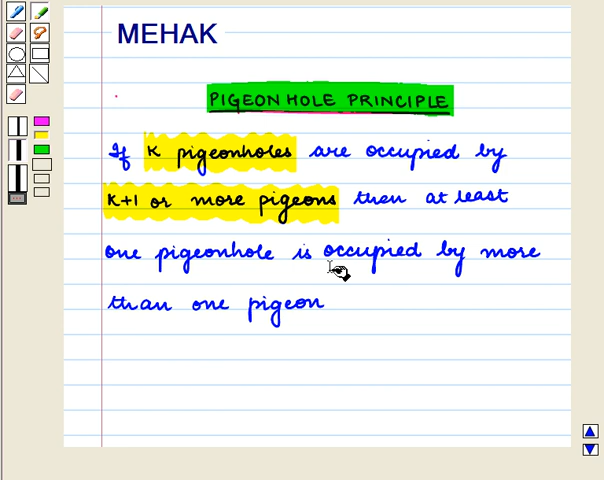 MEHAK
PIGEON HOLE PRINCIPLE
If K pigeonholes are occupied by
K+1 or more pigeons then at least
one pigeonhole is occupied by more
than one pigeon